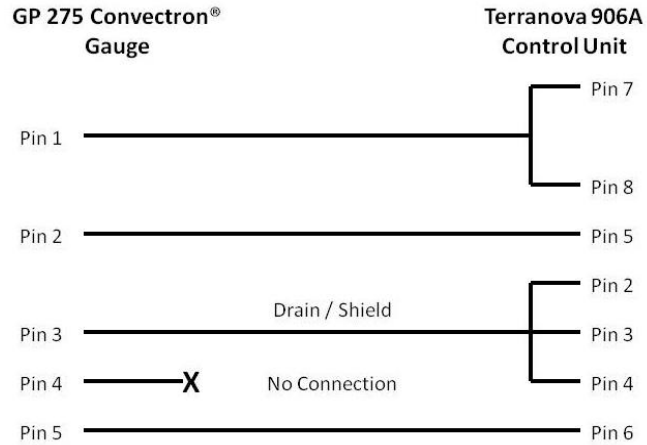 GP 275 Convectron® Terranova 906A
Gauge Control Unit
Pin 7
Pin 1
Pin 8
Pin 2 Pin 5
Pin 2
Drain / Shield
Pin 3 Pin 3
Pin 4 X No Connection Pin 4
Pin 5 Pin 6